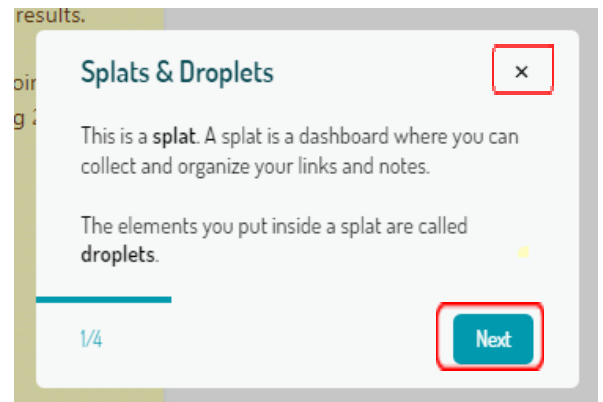 results.
Splats & Droplets
×
This is a splat. A splat is a dashboard where you can
collect and organize your links and notes.
The elements you put inside a splat are called
droplets.
1/4
Next